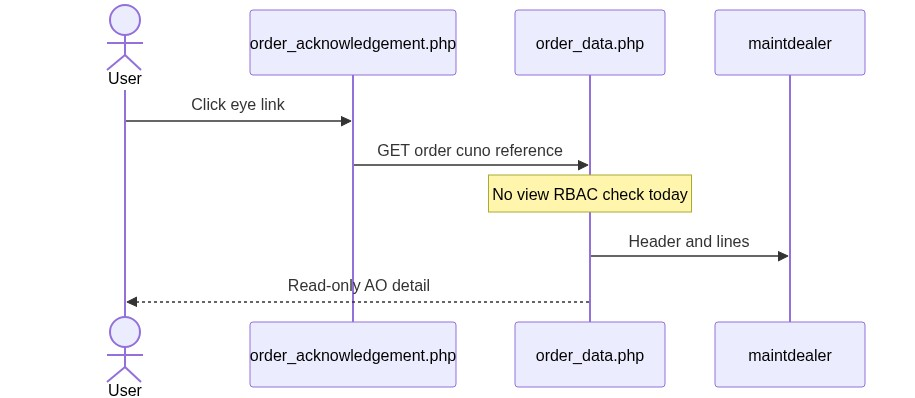 order_acknowledgement.php
order_data.php
maintdealer
User
Click eye link
GET order cuno reference
No view RBAC check today
Header and lines
Read-only AO detail
order_acknowledgement.php
order_data.php
maintdealer
User